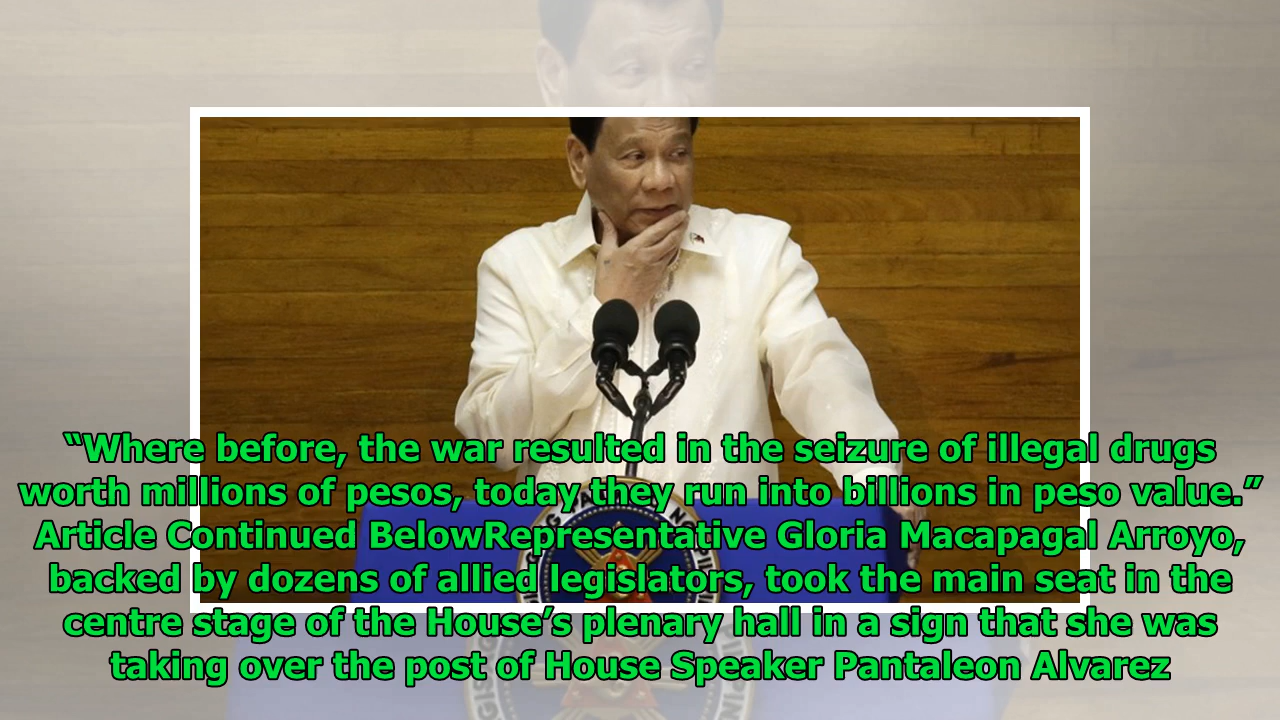 “Where before, the war resulted in the seizure of illegal drugs
worth millions of pesos, today they run into billions in peso value.”
Article Continued BelowRepresentative Gloria Macapagal Arroyo,
backed by dozens of allied legislators, took the main seat in the
centre stage of the House’s plenary hall in a sign that she was
taking over the post of House Speaker Pantaleon Alvarez